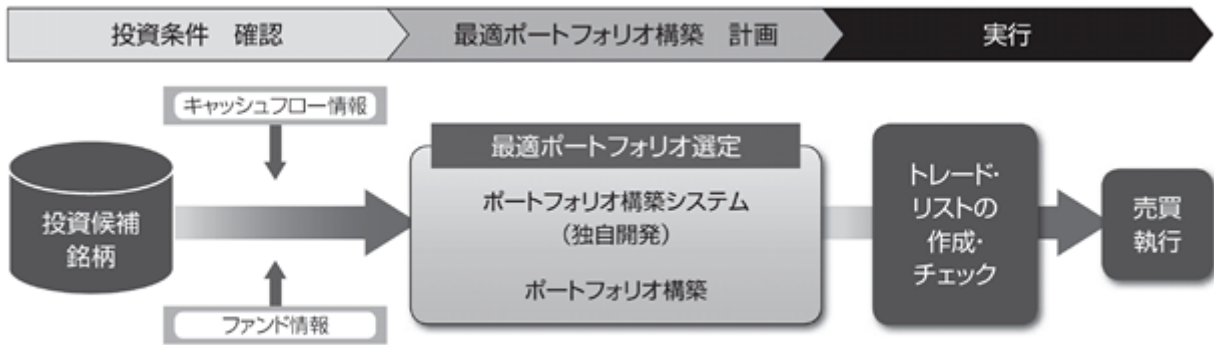 投資条件　確認
最適ポートフォリオ構築　計画
実行
キャッシュフロー情報
投資候補
銘柄
ファンド情報
最適ポートフォリオ選定
ポートフォリオ構築システム
（独自開発）
ポートフォリオ構築
トレード・
リストの
作成・
チェック
売買
執行